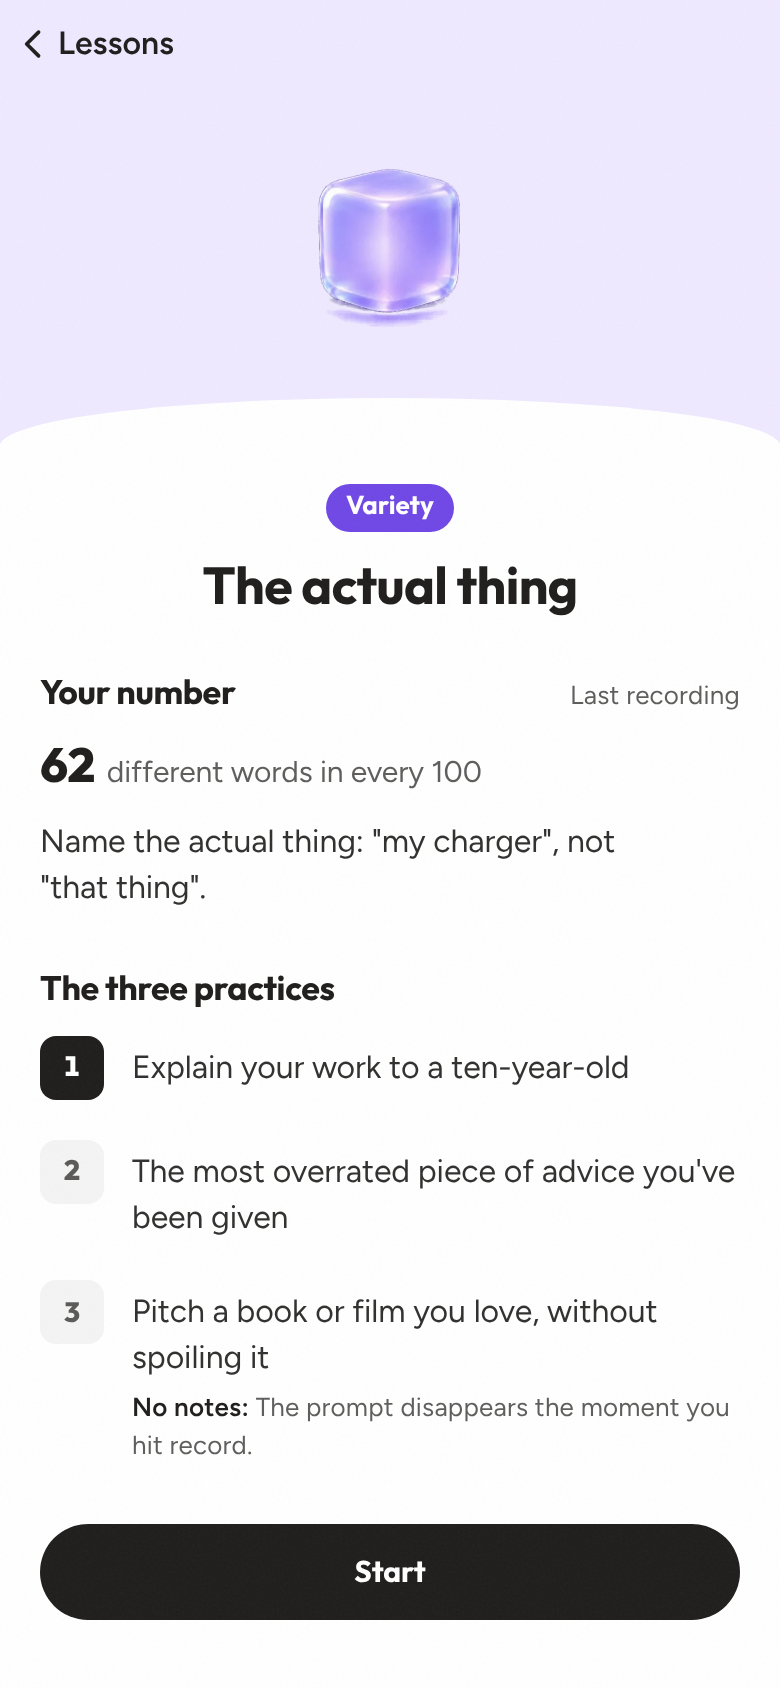 Lessons
Variety
The actual thing
Your number
Last recording
62 different words in every 100
Name the actual thing: "my charger", not
"that thing".
The three practices
1 Explain your work to a ten-year-old
2 The most overrated piece of advice you've
been given
3 Pitch a book or film you love, without
spoiling it
No notes: The prompt disappears the moment you
hit record.
Start